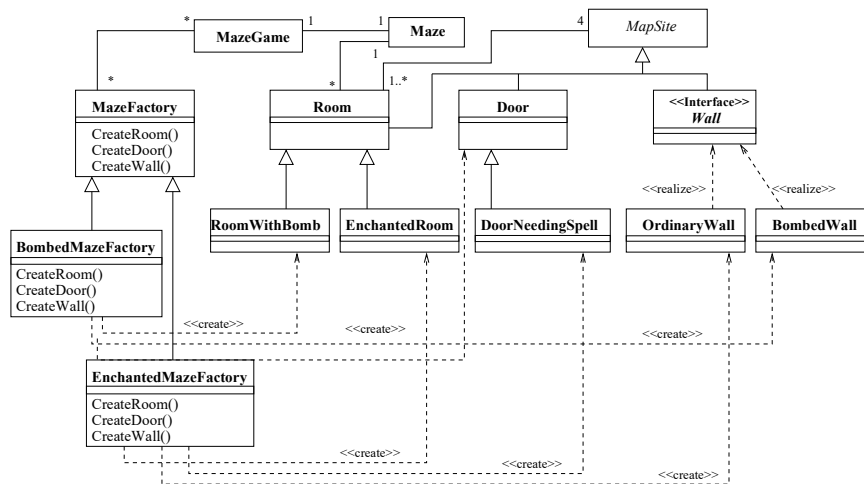 *
MazeGame
1
1
Maze
4
MapSite
1
*
*
1..*
MazeFactory
CreateRoom()
CreateDoor()
CreateWall()
Room
Door
<<Interface>>
Wall
<<realize>>
<<realize>>
RoomWithBomb
EnchantedRoom
DoorNeedingSpell
OrdinaryWall
BombedWall
BombedMazeFactory
CreateRoom()
CreateDoor()
CreateWall()
<<create>>
<<create>>
<<create>>
EnchantedMazeFactory
CreateRoom()
CreateDoor()
CreateWall()
<<create>>
<<create>>
<<create>>